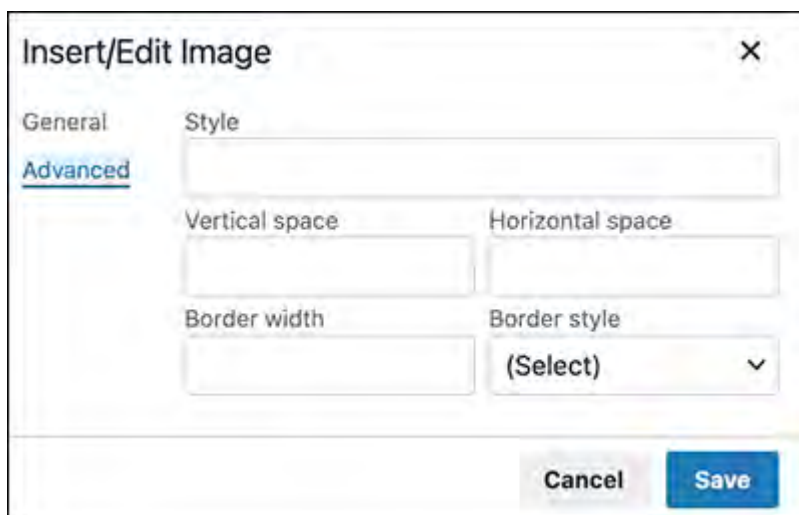 Insert/Edit Image
General
Advanced
Style
Vertical space Horizontal space
Border width Border style
(Select)
Cancel Save